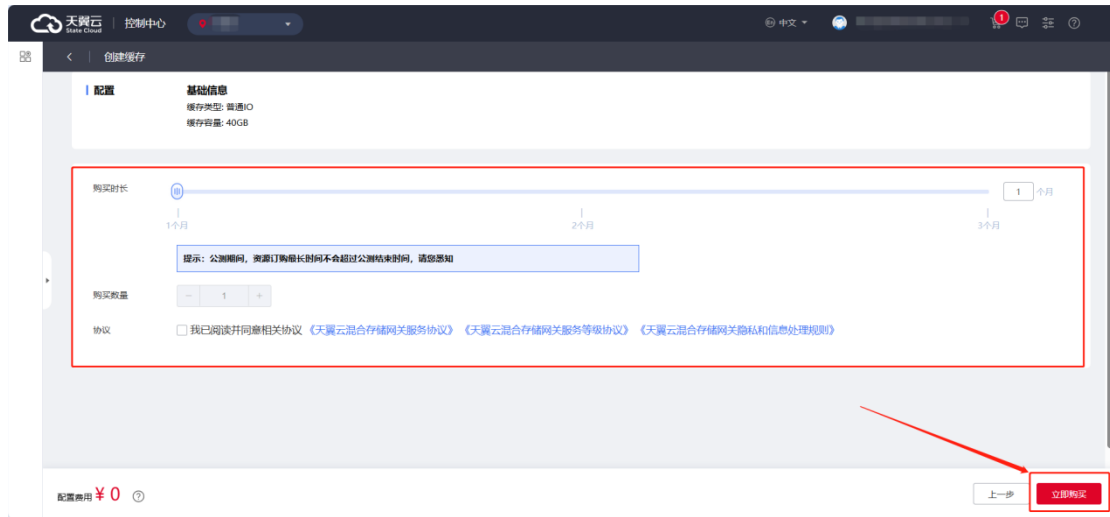 天翼云 控制中心 中文 1
State Cloud
创建缓存
配置 基础信息
缓存类型: 普通IO
缓存容量: 40GB
购买时长 1 个月
1个月 2个月 3个月
提示：公测期间，资源订购最长时间不会超过公测结束时间，请您悉知
购买数量 - 1 +
协议 我已阅读并同意相关协议 《天翼云混合存储网关服务协议》 《天翼云混合存储网关服务等级协议》 《天翼云混合存储网关隐私和信息处理规则》
配置费用 ¥ 0 上一步 立即购买